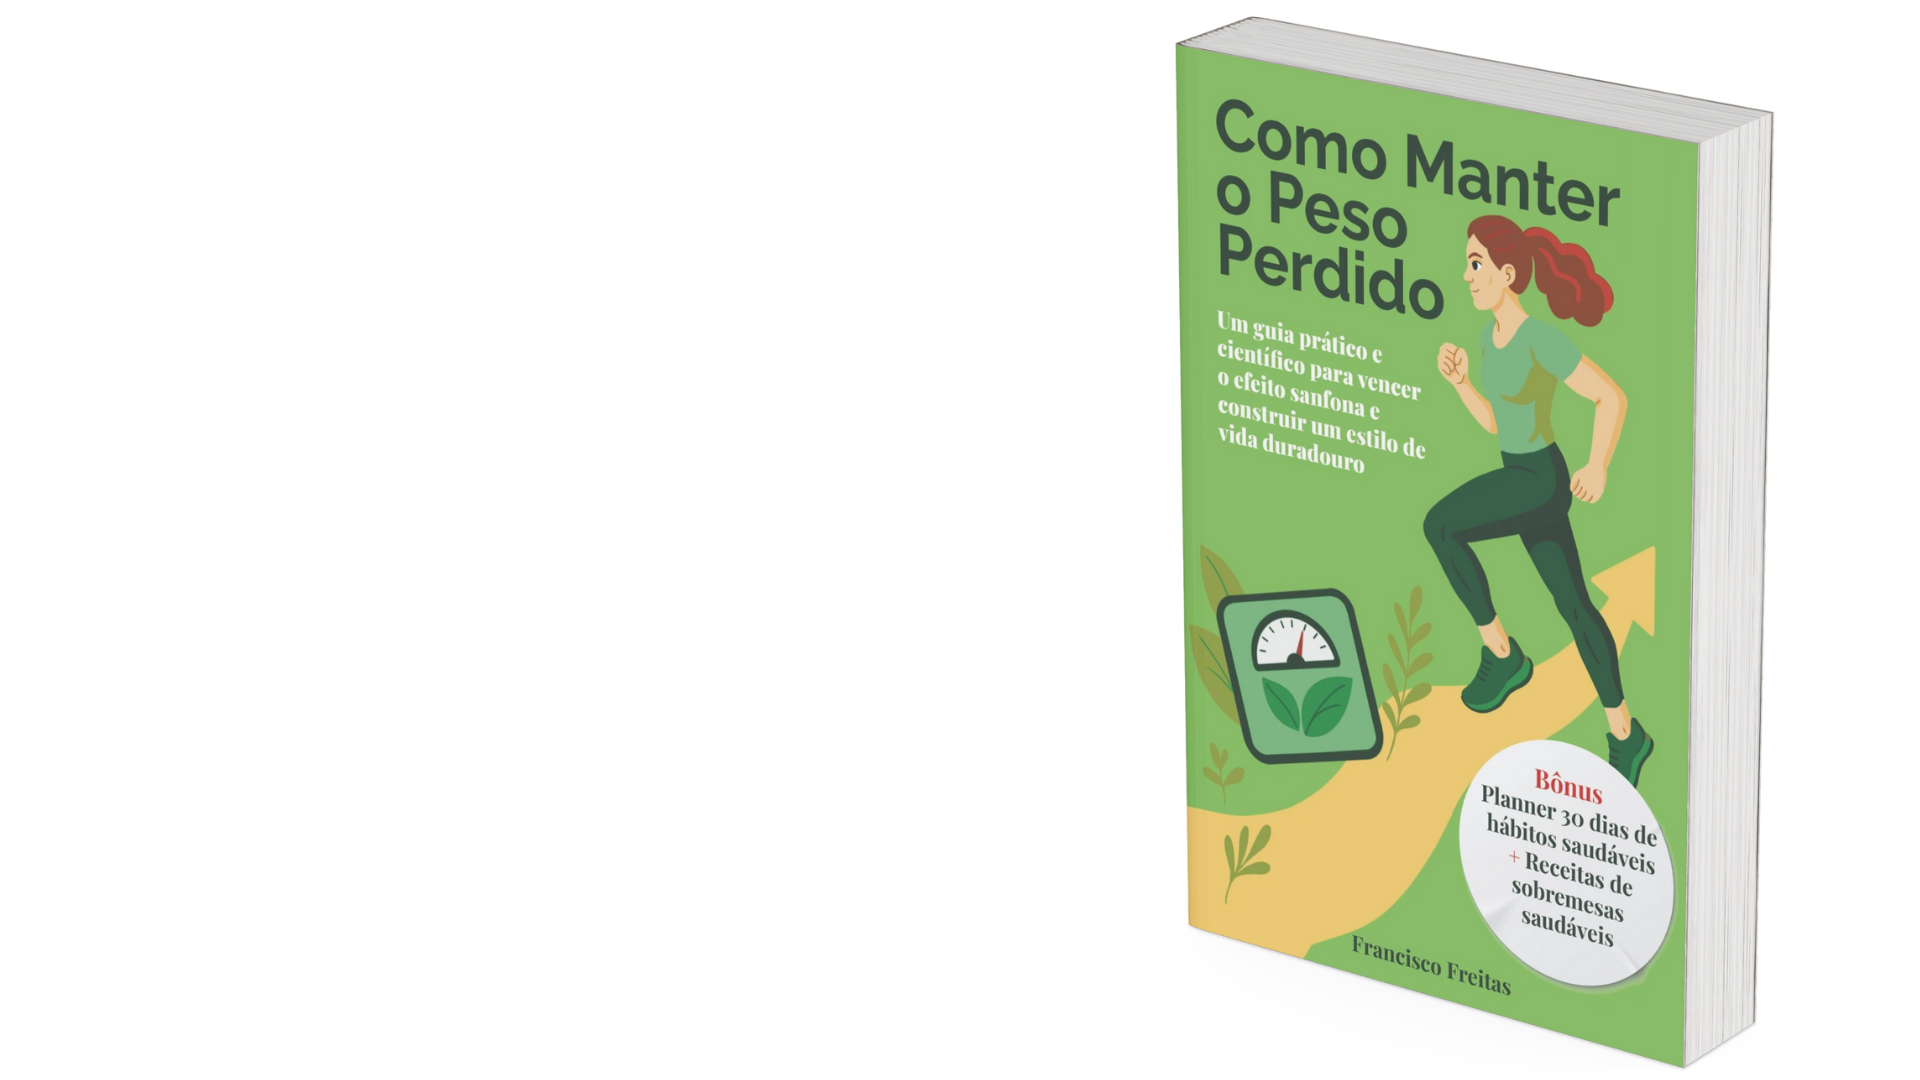 Como Manter
o Peso
Perdido
Um guia prático e
científico para vencer
o efeito sanfona e
construir um estilo de
vida duradouro
Bônus
Planner 30 dias de
hábitos saudáveis
+ Receitas de
sobremesas
saudáveis
Francisco Freitas